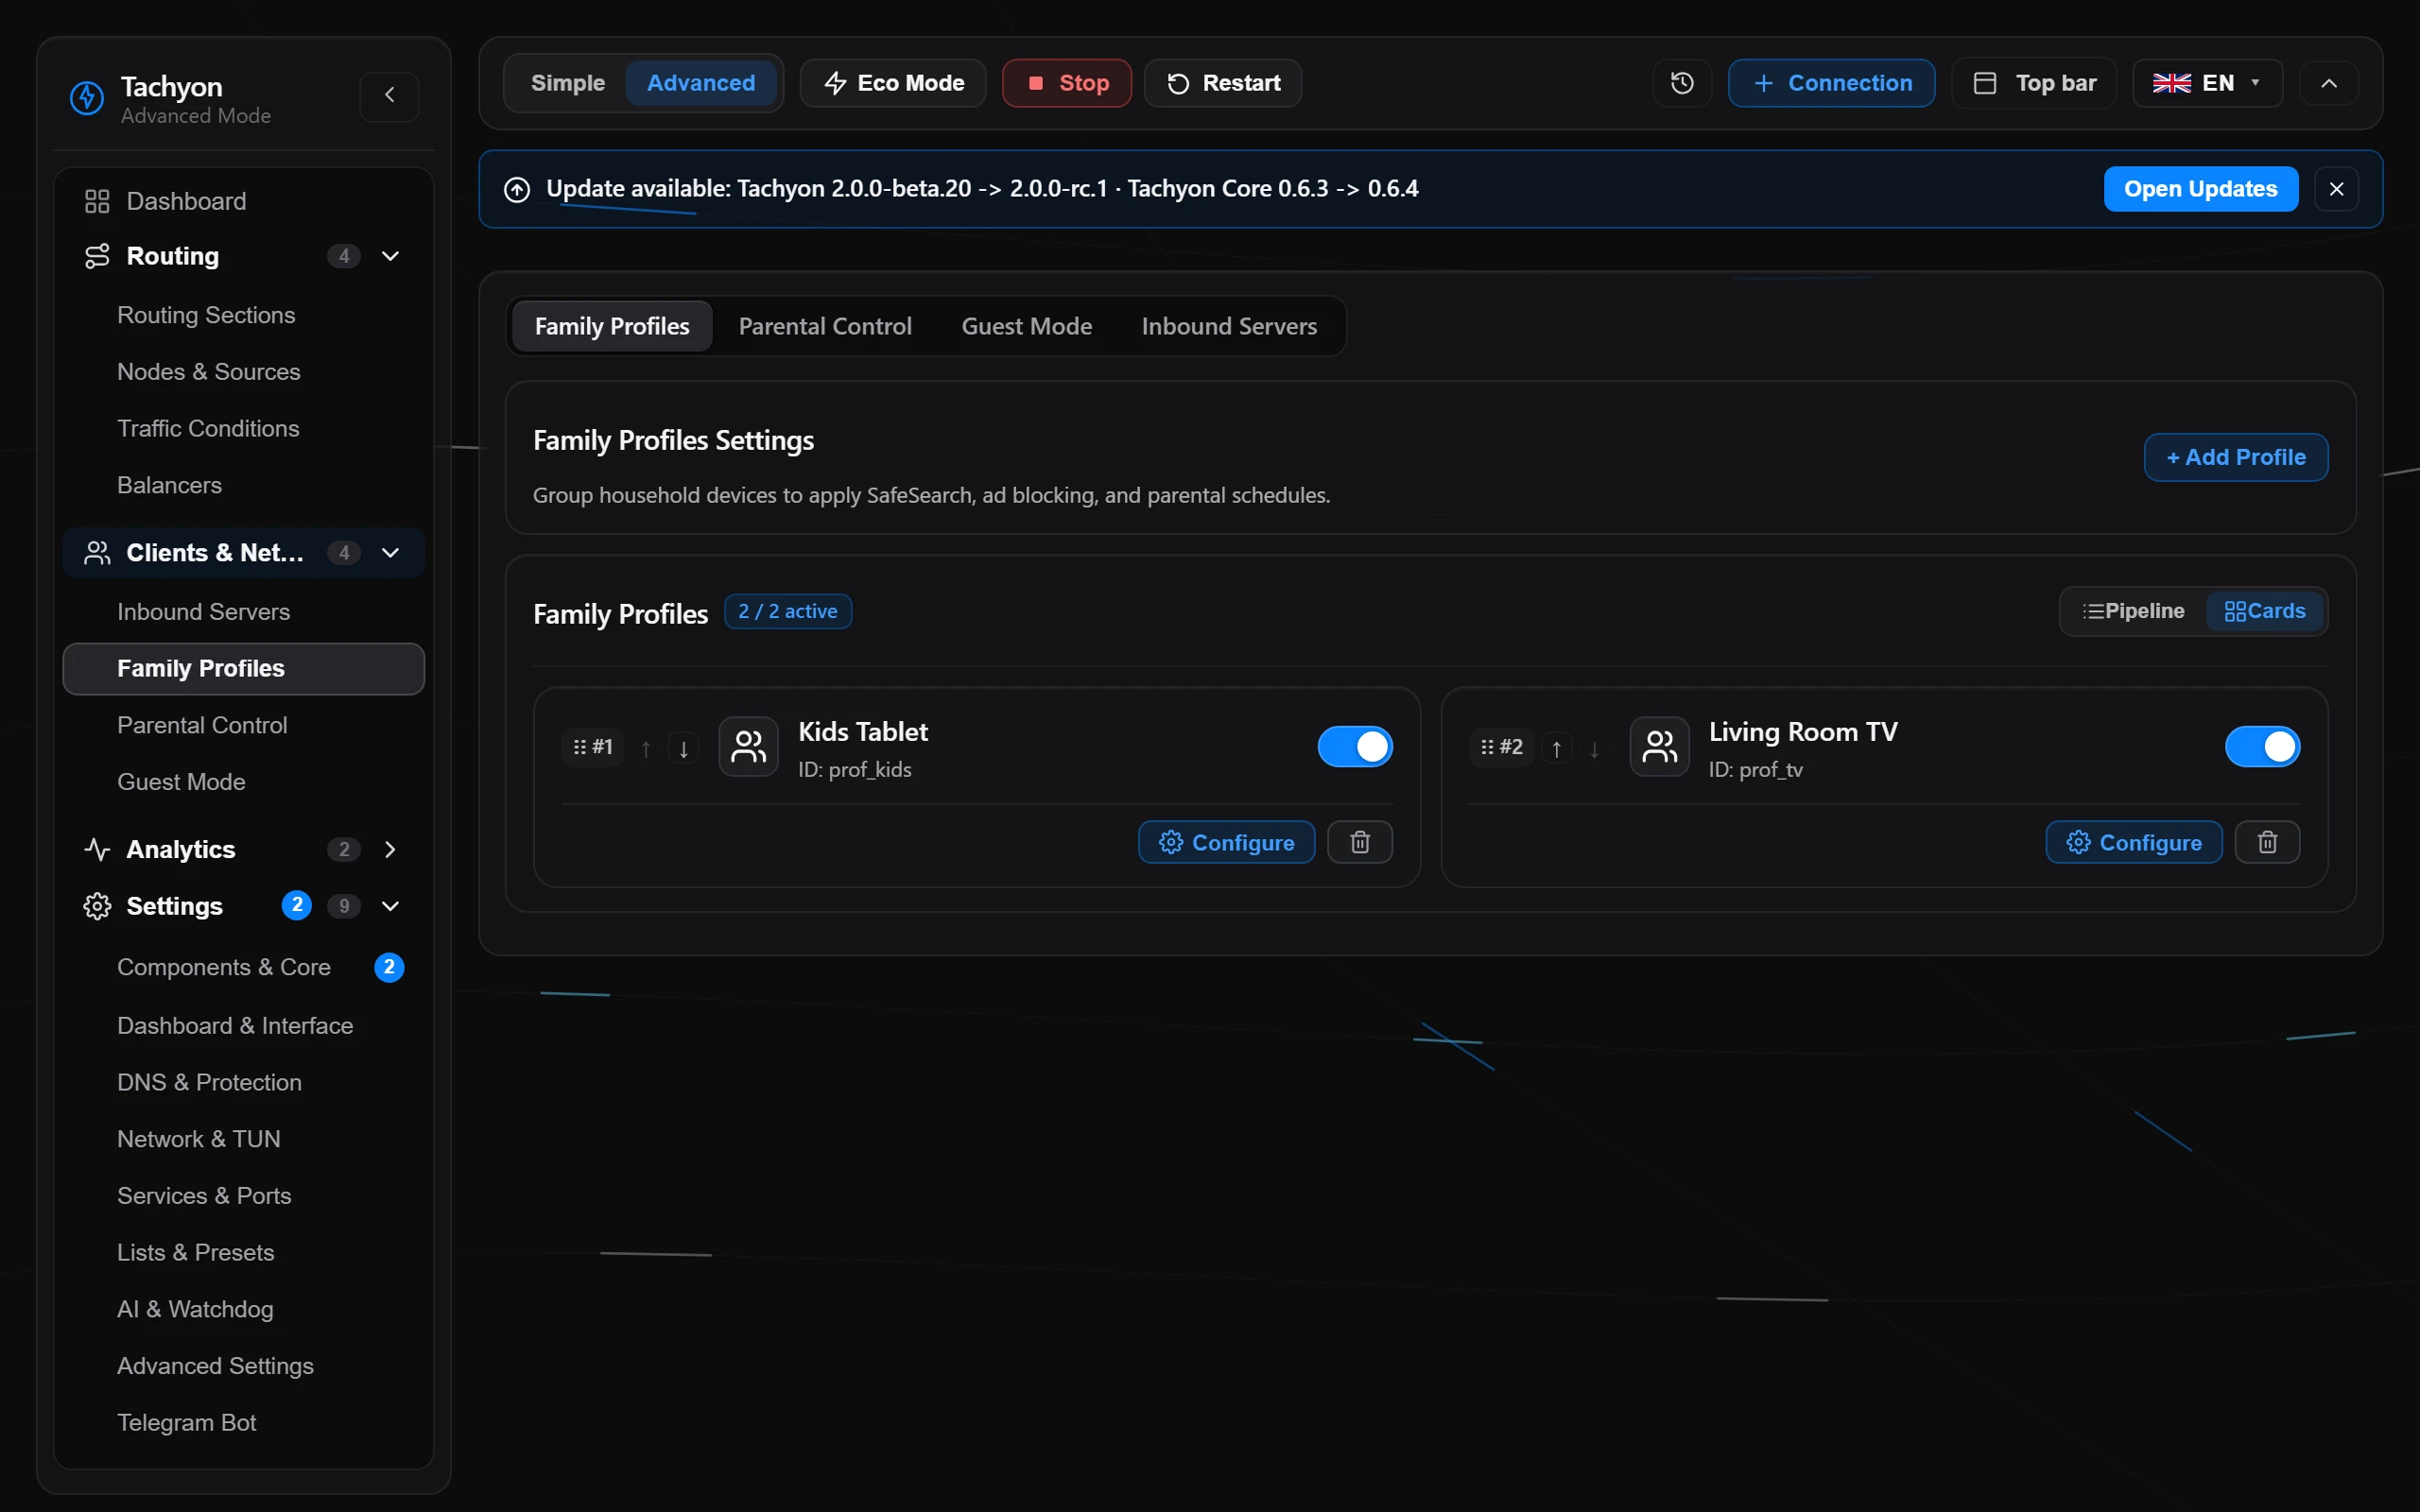 Tachyon
Advanced Mode
Dashboard
Routing 4
Routing Sections
Nodes & Sources
Traffic Conditions
Balancers
Clients & Net... 4
Inbound Servers
Family Profiles
Parental Control
Guest Mode
Analytics 2
Settings 2 9
Components & Core 2
Dashboard & Interface
DNS & Protection
Network & TUN
Services & Ports
Lists & Presets
AI & Watchdog
Advanced Settings
Telegram Bot
Simple Advanced Eco Mode Stop Restart + Connection Top bar EN
Update available: Tachyon 2.0.0-beta.20 -> 2.0.0-rc.1 · Tachyon Core 0.6.3 -> 0.6.4 Open Updates
Family Profiles Parental Control Guest Mode Inbound Servers
Family Profiles Settings
+ Add Profile
Group household devices to apply SafeSearch, ad blocking, and parental schedules.
Family Profiles 2 / 2 active Pipeline Cards
#1 ↑ ↓ Kids Tablet
ID: prof_kids
Configure
#2 ↑ ↓ Living Room TV
ID: prof_tv
Configure